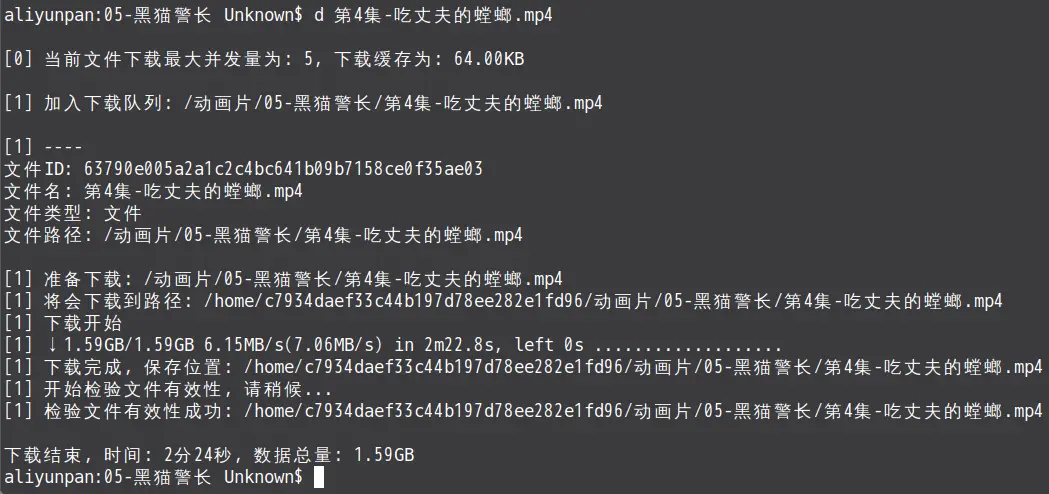 aliyunpan:05-黑猫警长 Unknown$ d 第4集-吃丈夫的螳螂.mp4
[0] 当前文件下载最大并发量为: 5, 下载缓存为: 64.00KB
[1] 加入下载队列: /动画片/05-黑猫警长/第4集-吃丈夫的螳螂.mp4
[1] ----
文件ID: 63790e005a2a1c2c4bc641b09b7158ce0f35ae03
文件名: 第4集-吃丈夫的螳螂.mp4
文件类型: 文件
文件路径: /动画片/05-黑猫警长/第4集-吃丈夫的螳螂.mp4
[1] 准备下载: /动画片/05-黑猫警长/第4集-吃丈夫的螳螂.mp4
[1] 将会下载到路径: /home/c7934daef33c44b197d78ee282e1fd96/动画片/05-黑猫警长/第4集-吃丈夫的螳螂.mp4
[1] 下载开始
[1] ↓1.59GB/1.59GB 6.15MB/s(7.06MB/s) in 2m22.8s, left 0s ...................
[1] 下载完成, 保存位置: /home/c7934daef33c44b197d78ee282e1fd96/动画片/05-黑猫警长/第4集-吃丈夫的螳螂.mp4
[1] 开始检验文件有效性, 请稍候...
[1] 检验文件有效性成功: /home/c7934daef33c44b197d78ee282e1fd96/动画片/05-黑猫警长/第4集-吃丈夫的螳螂.mp4
下载结束, 时间: 2分24秒, 数据总量: 1.59GB
aliyunpan:05-黑猫警长 Unknown$